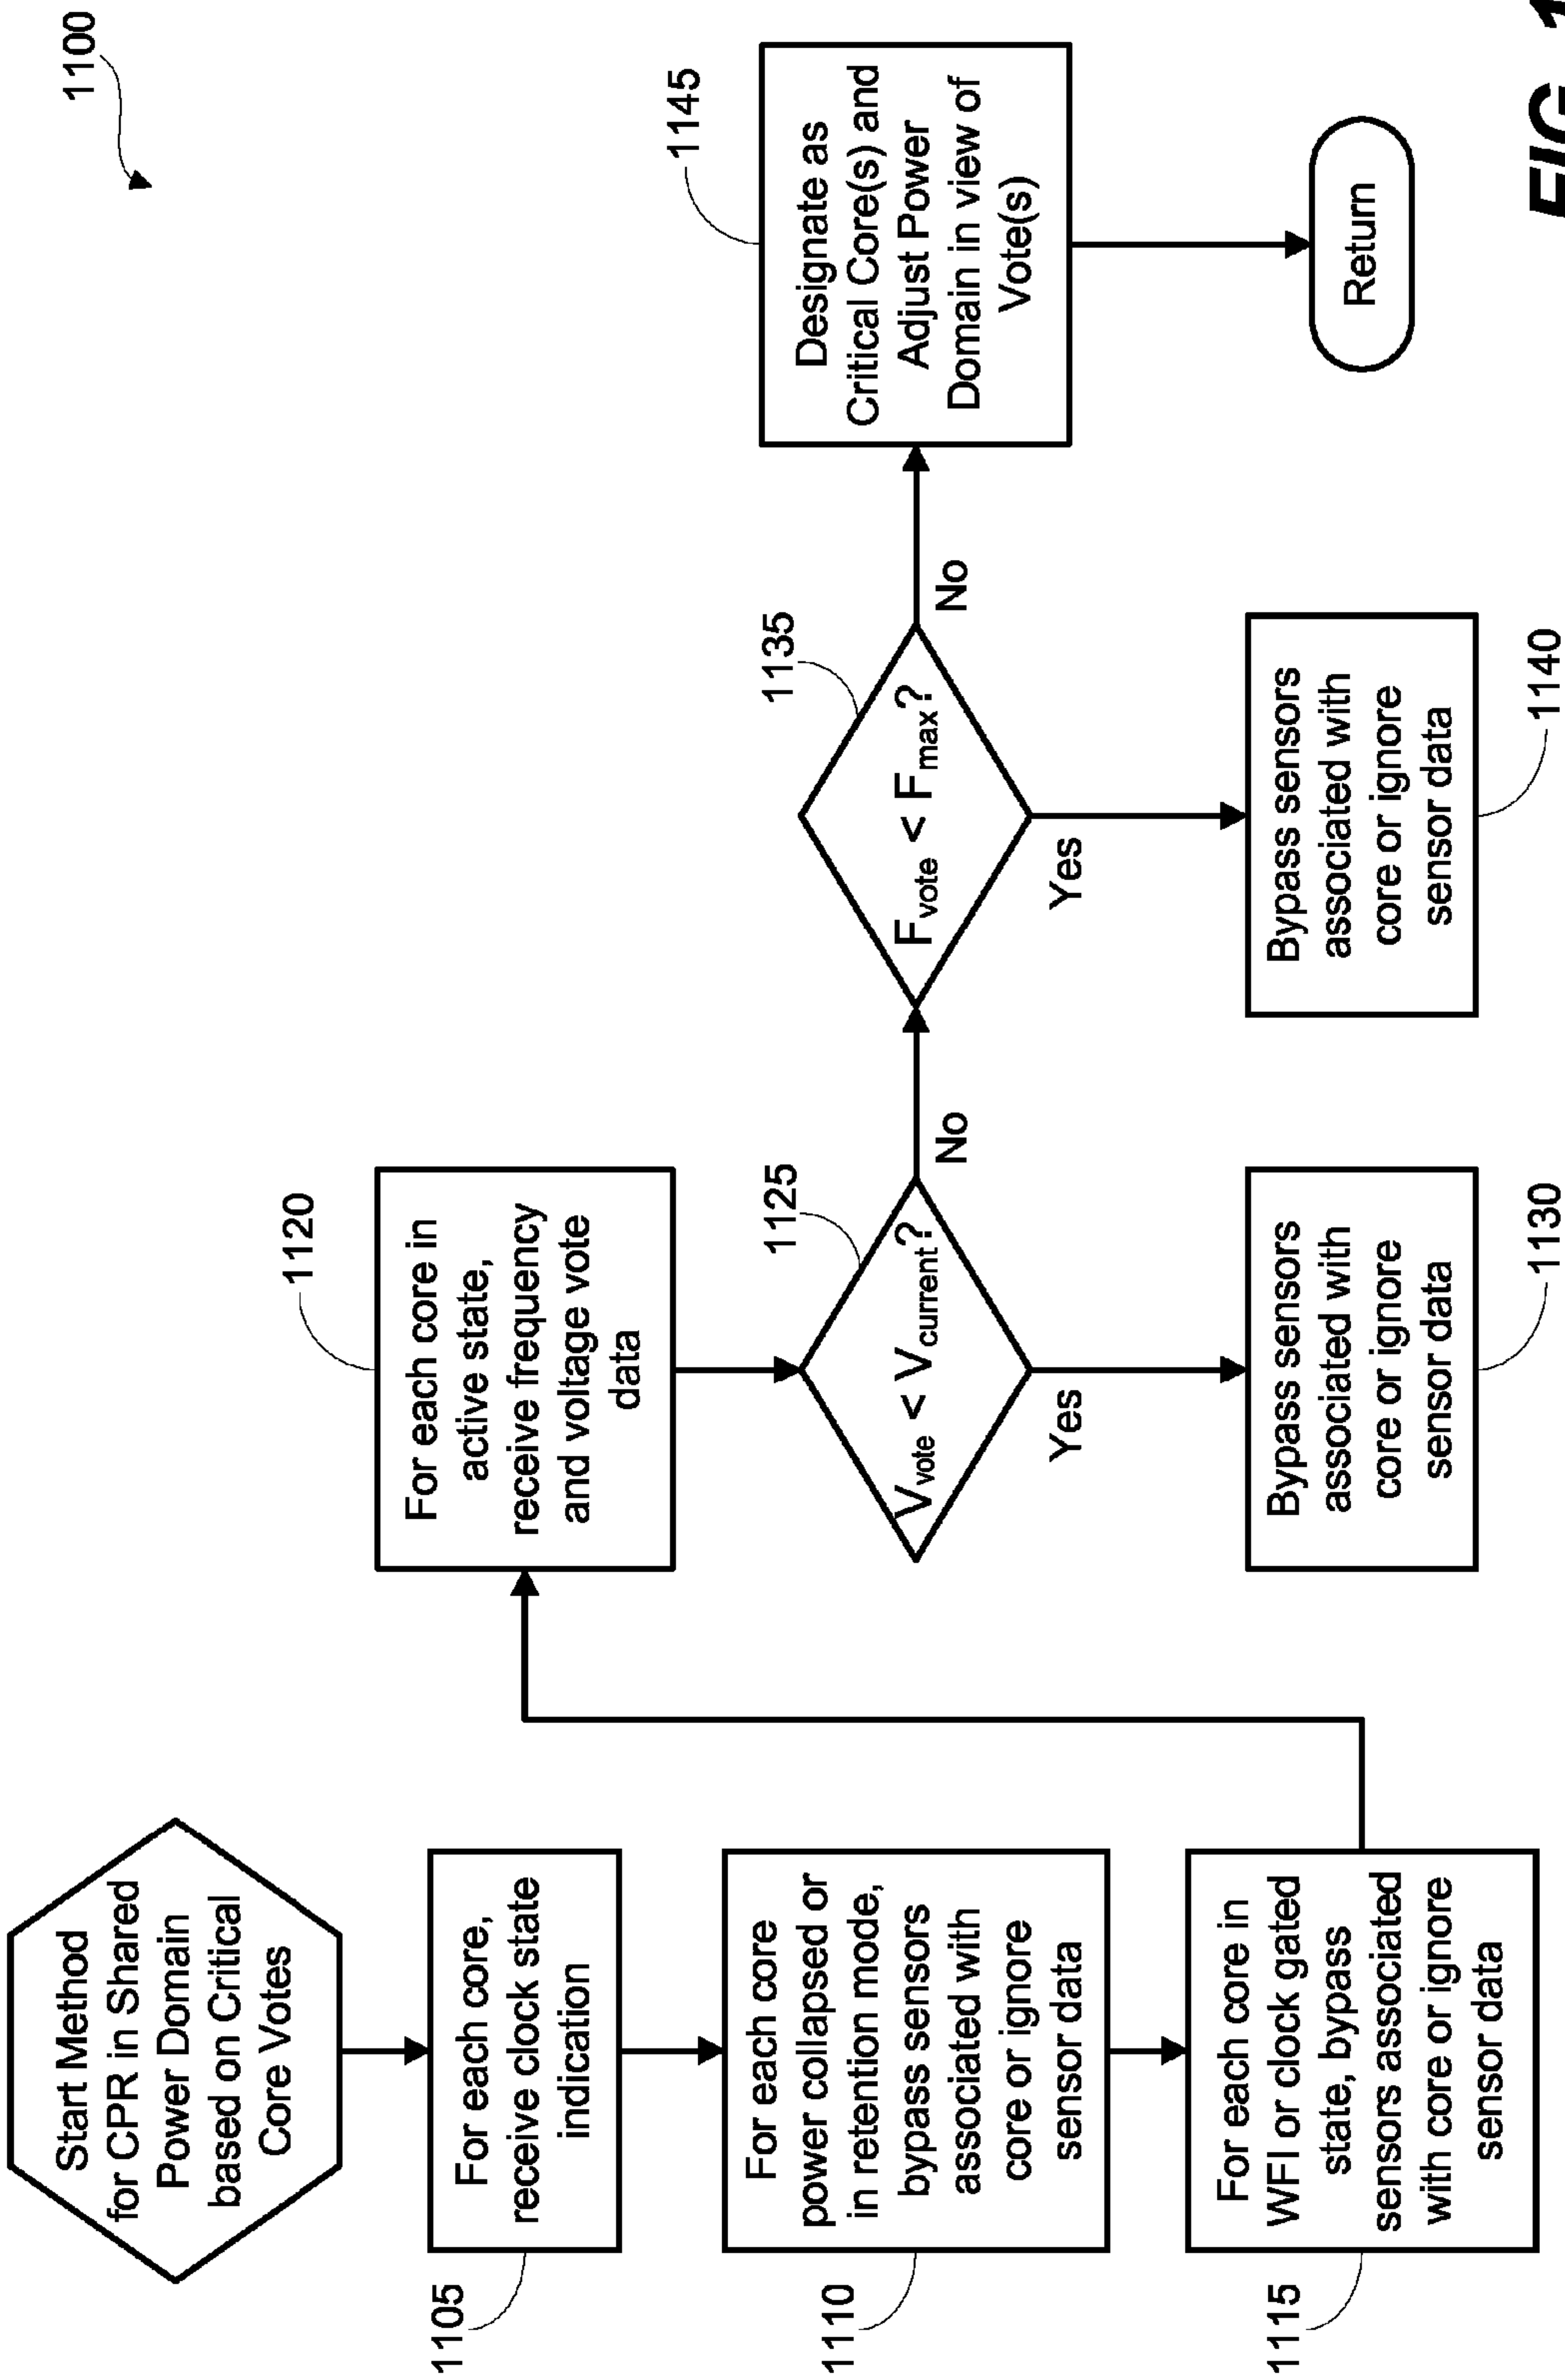 1100
Start Method
for CPR in Shared
Power Domain
based on Critical
Core Votes
1105
For each core,
receive clock state
indication
1110
For each core
power collapsed or
in retention mode,
bypass sensors
associated with
core or ignore
sensor data
1115
For each core in
WFI or clock gated
state, bypass
sensors associated
with core or ignore
sensor data
1120
For each core in
active state,
receive frequency
and voltage vote
data
1125
Vvote < Vcurrent?
No
Yes
1130
Bypass sensors
associated with
core or ignore
sensor data
1135
Fvote < Fmax?
No
Yes
1140
Bypass sensors
associated with
core or ignore
sensor data
1145
Designate as
Critical Core(s) and
Adjust Power
Domain in view of
Vote(s)
Return
FIG.